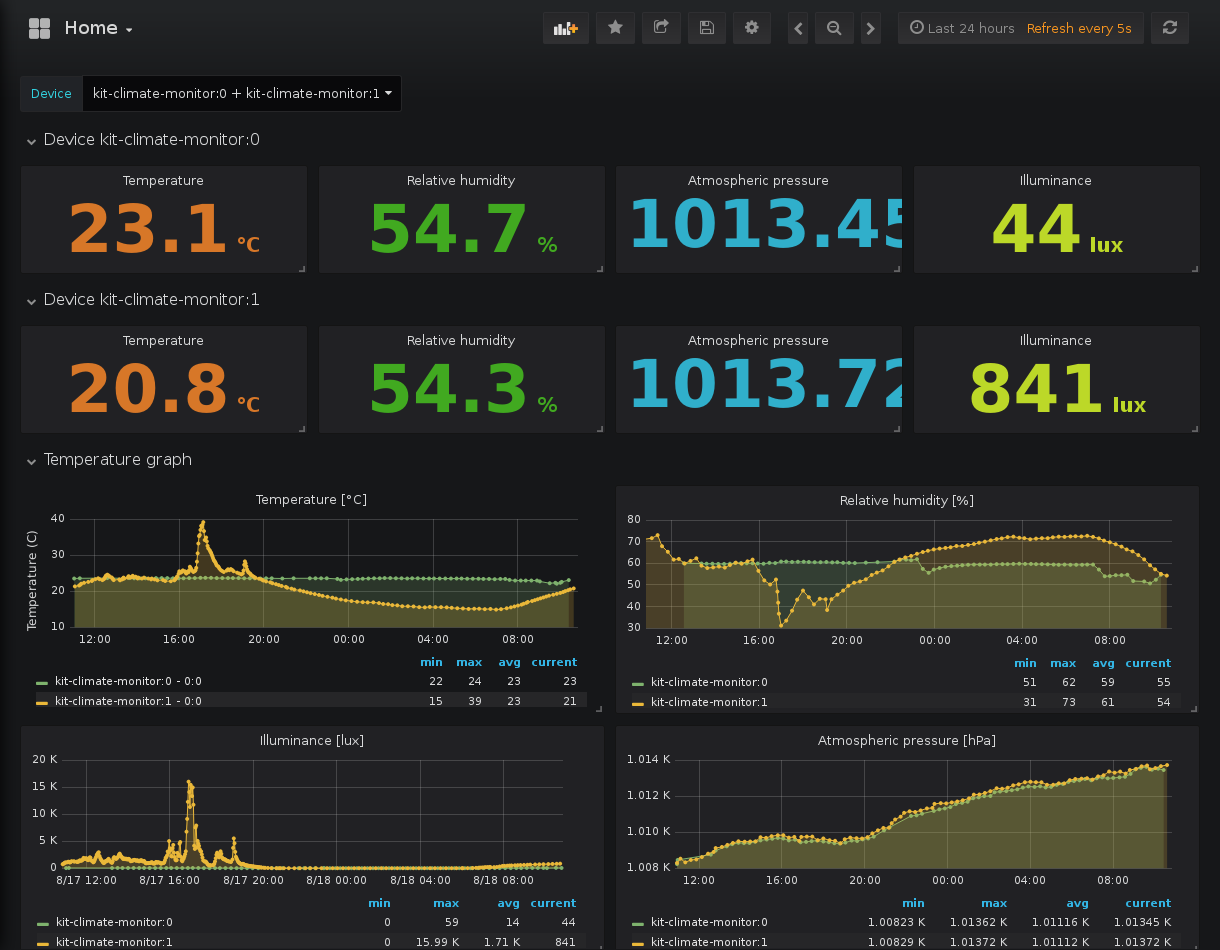 Home
Last 24 hours Refresh every 5s
Device kit-climate-monitor:0 + kit-climate-monitor:1
Device kit-climate-monitor:0
Temperature Relative humidity Atmospheric pressure Illuminance
23.1 °C 54.7 % 1013.45 44 lux
Device kit-climate-monitor:1
Temperature Relative humidity Atmospheric pressure Illuminance
20.8 °C 54.3 % 1013.72 841 lux
Temperature graph
Temperature [°C]
Temperature (C)
40
30
20
10
12:00 16:00 20:00 00:00 04:00 08:00
min max avg current
kit-climate-monitor:0 - 0:0 22 24 23 23
kit-climate-monitor:1 - 0:0 15 39 23 21
Relative humidity [%]
80
70
60
50
40
30
12:00 16:00 20:00 00:00 04:00 08:00
min max avg current
kit-climate-monitor:0 51 62 59 55
kit-climate-monitor:1 31 73 61 54
Illuminance [lux]
20 K
15 K
10 K
5 K
0
8/17 12:00 8/17 16:00 8/17 20:00 8/18 00:00 8/18 04:00 8/18 08:00
min max avg current
kit-climate-monitor:0 0 59 14 44
kit-climate-monitor:1 0 15.99 K 1.71 K 841
Atmospheric pressure [hPa]
1.014 K
1.012 K
1.010 K
1.008 K
12:00 16:00 20:00 00:00 04:00 08:00
min max avg current
kit-climate-monitor:0 1.00823 K 1.01362 K 1.01116 K 1.01345 K
kit-climate-monitor:1 1.00829 K 1.01372 K 1.01112 K 1.01372 K